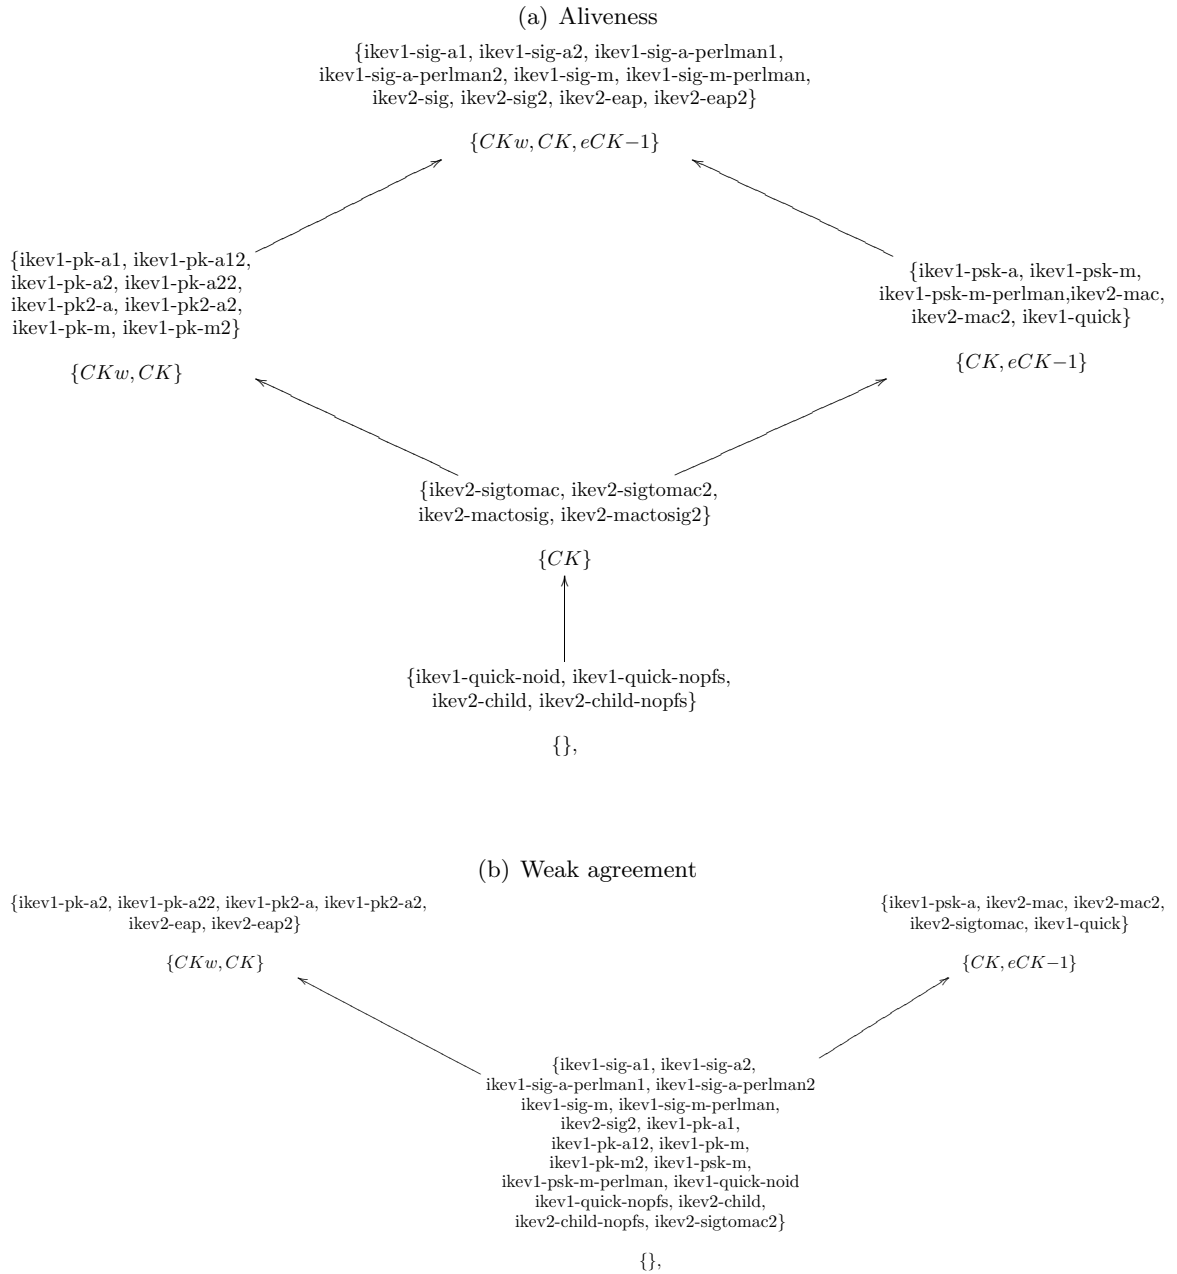 (a) Aliveness
{ikev1-sig-a1, ikev1-sig-a2, ikev1-sig-a-perlman1,
ikev1-sig-a-perlman2, ikev1-sig-m, ikev1-sig-m-perlman,
ikev2-sig, ikev2-sig2, ikev2-eap, ikev2-eap2}
{CKw, CK, eCK−1}
{ikev1-pk-a1, ikev1-pk-a12,
ikev1-pk-a2, ikev1-pk-a22,
ikev1-pk2-a, ikev1-pk2-a2,
ikev1-pk-m, ikev1-pk-m2}
{CKw, CK}
{ikev1-psk-a, ikev1-psk-m,
ikev1-psk-m-perlman,ikev2-mac,
ikev2-mac2, ikev1-quick}
{CK, eCK−1}
{ikev2-sigtomac, ikev2-sigtomac2,
ikev2-mactosig, ikev2-mactosig2}
{CK}
{ikev1-quick-noid, ikev1-quick-nopfs,
ikev2-child, ikev2-child-nopfs}
{},
(b) Weak agreement
{ikev1-pk-a2, ikev1-pk-a22, ikev1-pk2-a, ikev1-pk2-a2,
ikev2-eap, ikev2-eap2}
{CKw, CK}
{ikev1-psk-a, ikev2-mac, ikev2-mac2,
ikev2-sigtomac, ikev1-quick}
{CK, eCK−1}
{ikev1-sig-a1, ikev1-sig-a2,
ikev1-sig-a-perlman1, ikev1-sig-a-perlman2
ikev1-sig-m, ikev1-sig-m-perlman,
ikev2-sig2, ikev1-pk-a1,
ikev1-pk-a12, ikev1-pk-m,
ikev1-pk-m2, ikev1-psk-m,
ikev1-psk-m-perlman, ikev1-quick-noid
ikev1-quick-nopfs, ikev2-child,
ikev2-child-nopfs, ikev2-sigtomac2}
{},